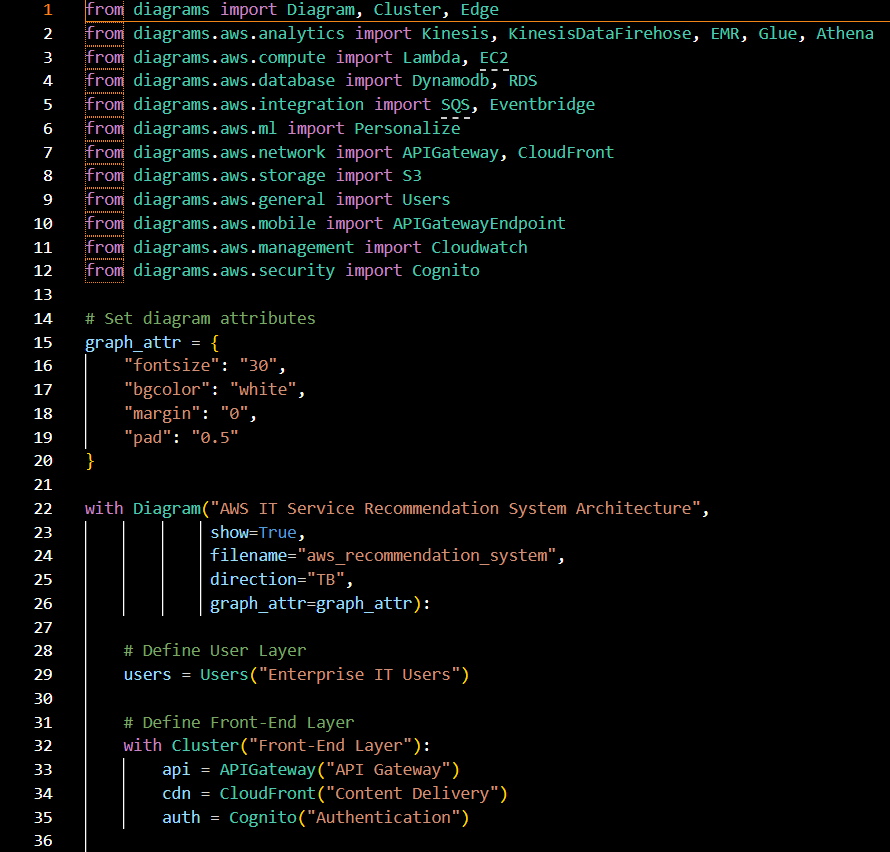 1 from diagrams import Diagram, Cluster, Edge
2 from diagrams.aws.analytics import Kinesis, KinesisDataFirehose, EMR, Glue, Athena
3 from diagrams.aws.compute import Lambda, EC2
4 from diagrams.aws.database import Dynamodb, RDS
5 from diagrams.aws.integration import SQS, Eventbridge
6 from diagrams.aws.ml import Personalize
7 from diagrams.aws.network import APIGateway, CloudFront
8 from diagrams.aws.storage import S3
9 from diagrams.aws.general import Users
10 from diagrams.aws.mobile import APIGatewayEndpoint
11 from diagrams.aws.management import Cloudwatch
12 from diagrams.aws.security import Cognito
13
14 # Set diagram attributes
15 graph_attr = {
16     "fontsize": "30",
17     "bgcolor": "white",
18     "margin": "0",
19     "pad": "0.5"
20 }
21
22 with Diagram("AWS IT Service Recommendation System Architecture",
23              show=True,
24              filename="aws_recommendation_system",
25              direction="TB",
26              graph_attr=graph_attr):
27
28     # Define User Layer
29     users = Users("Enterprise IT Users")
30
31     # Define Front-End Layer
32     with Cluster("Front-End Layer"):
33         api = APIGateway("API Gateway")
34         cdn = CloudFront("Content Delivery")
35         auth = Cognito("Authentication")
36